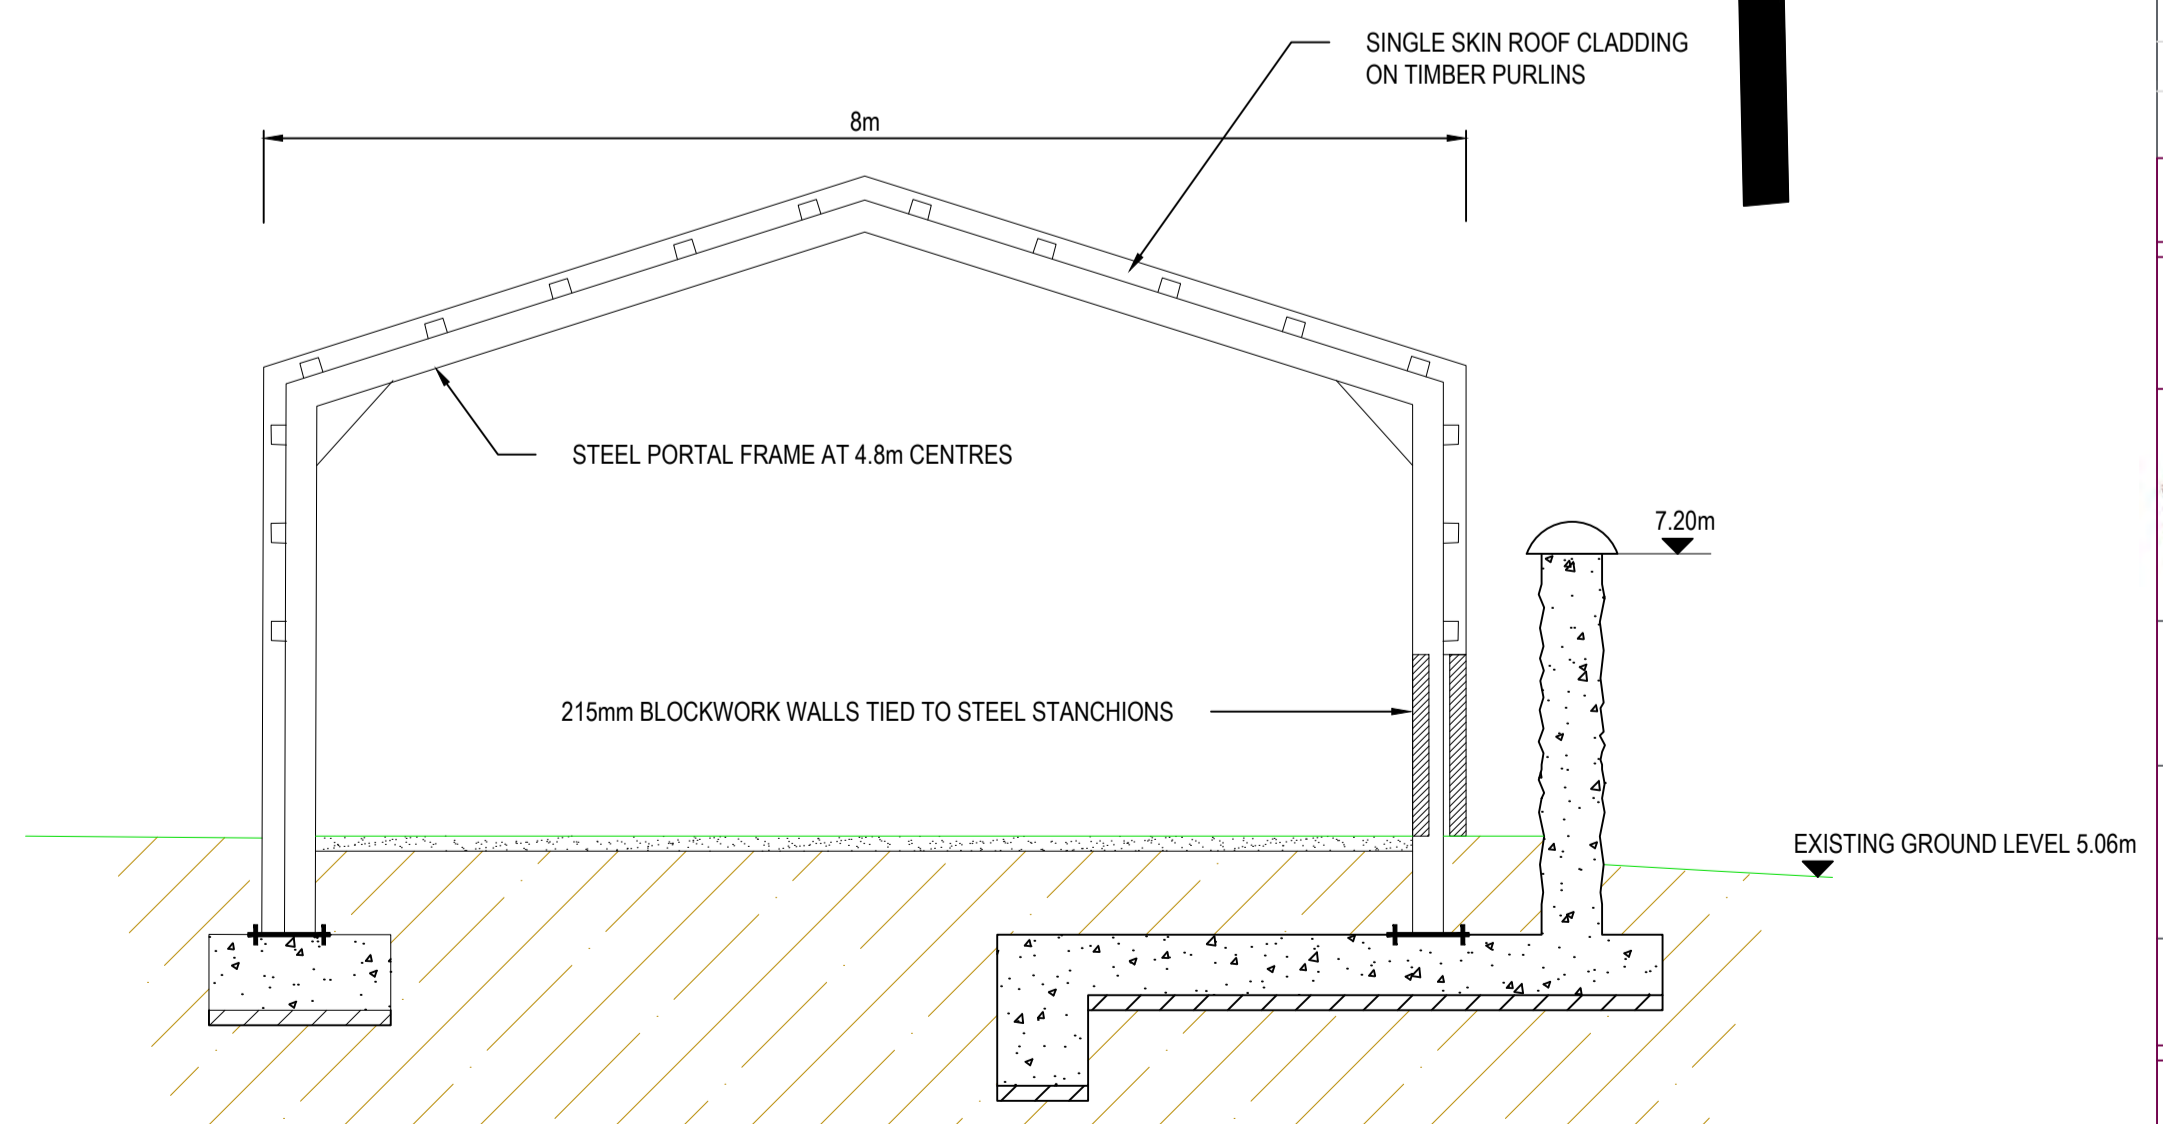 SINGLE SKIN ROOF CLADDING
ON TIMBER PURLINS
8m
STEEL PORTAL FRAME AT 4.8m CENTRES
7.20m
215mm BLOCKWORK WALLS TIED TO STEEL STANCHIONS
EXISTING GROUND LEVEL 5.06m